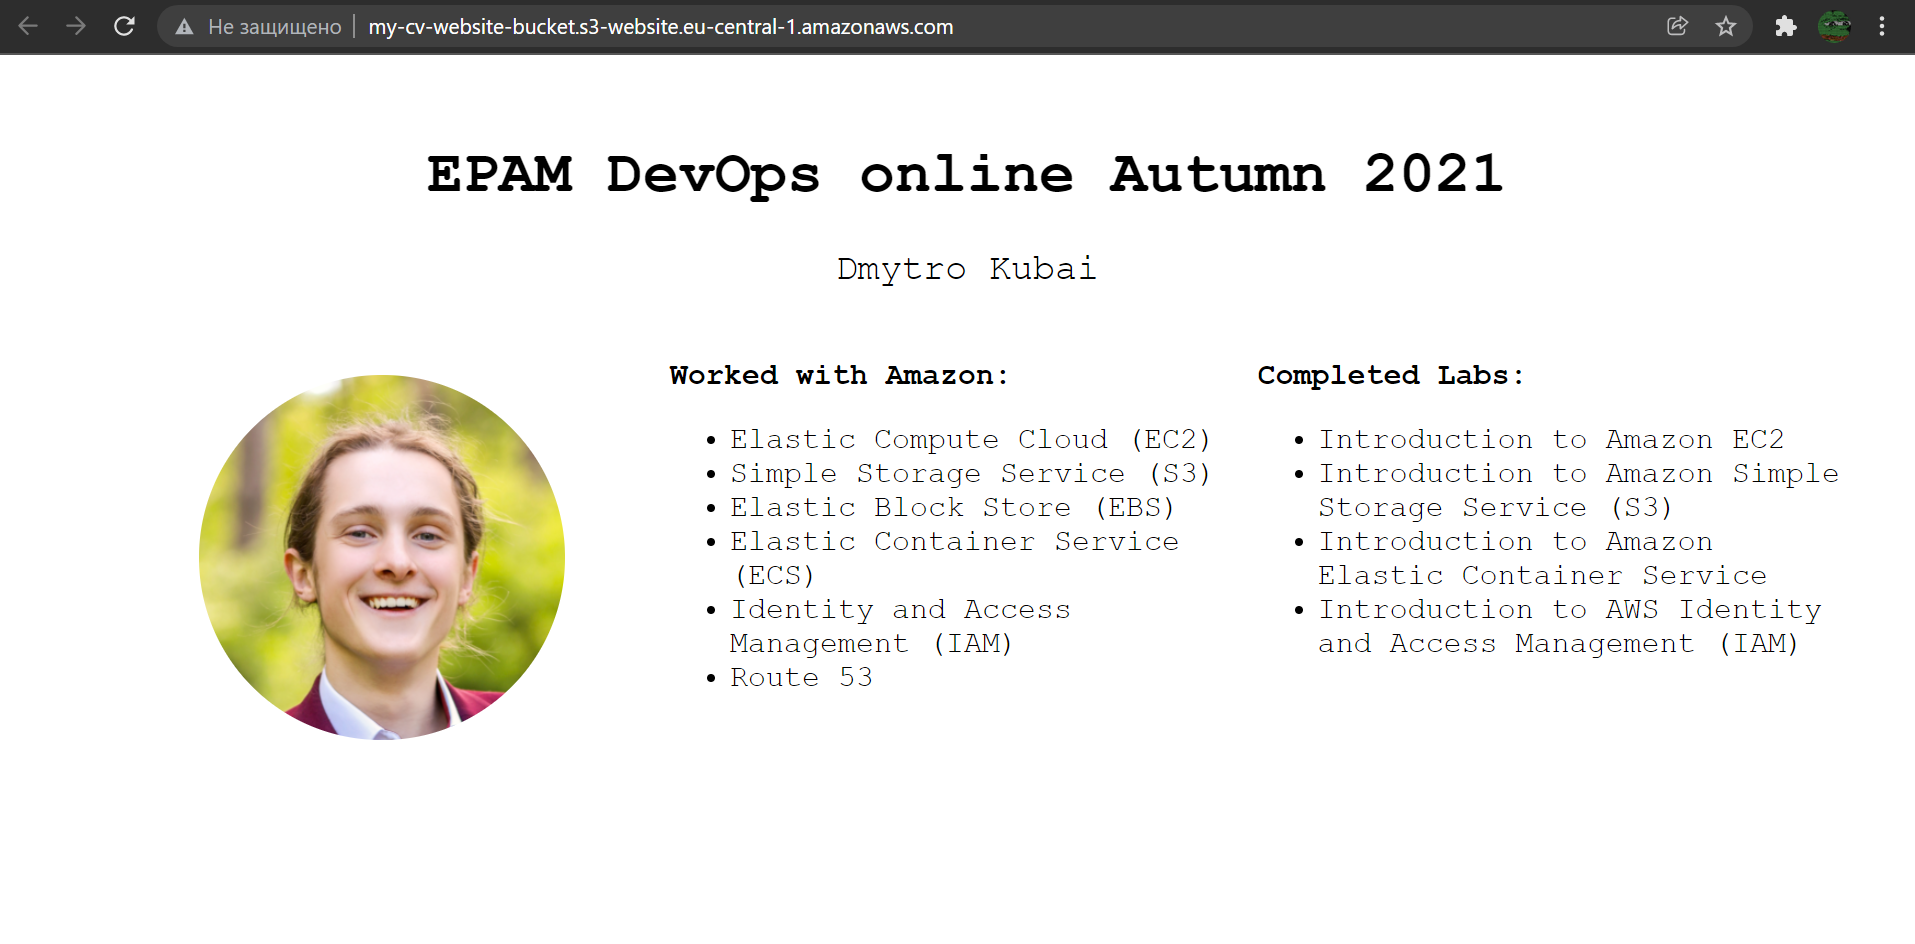 Не защищено
my-cv-website-bucket.s3-website.eu-central-1.amazonaws.com
EPAM DevOps online Autumn 2021
Dmytro Kubai
Worked with Amazon:
Elastic Compute Cloud (EC2)
Simple Storage Service (S3)
Elastic Block Store (EBS)
Elastic Container Service
(ECS)
Identity and Access
Management (IAM)
Route 53
Completed Labs:
Introduction to Amazon EC2
Introduction to Amazon Simple
Storage Service (S3)
Introduction to Amazon
Elastic Container Service
Introduction to AWS Identity
and Access Management (IAM)